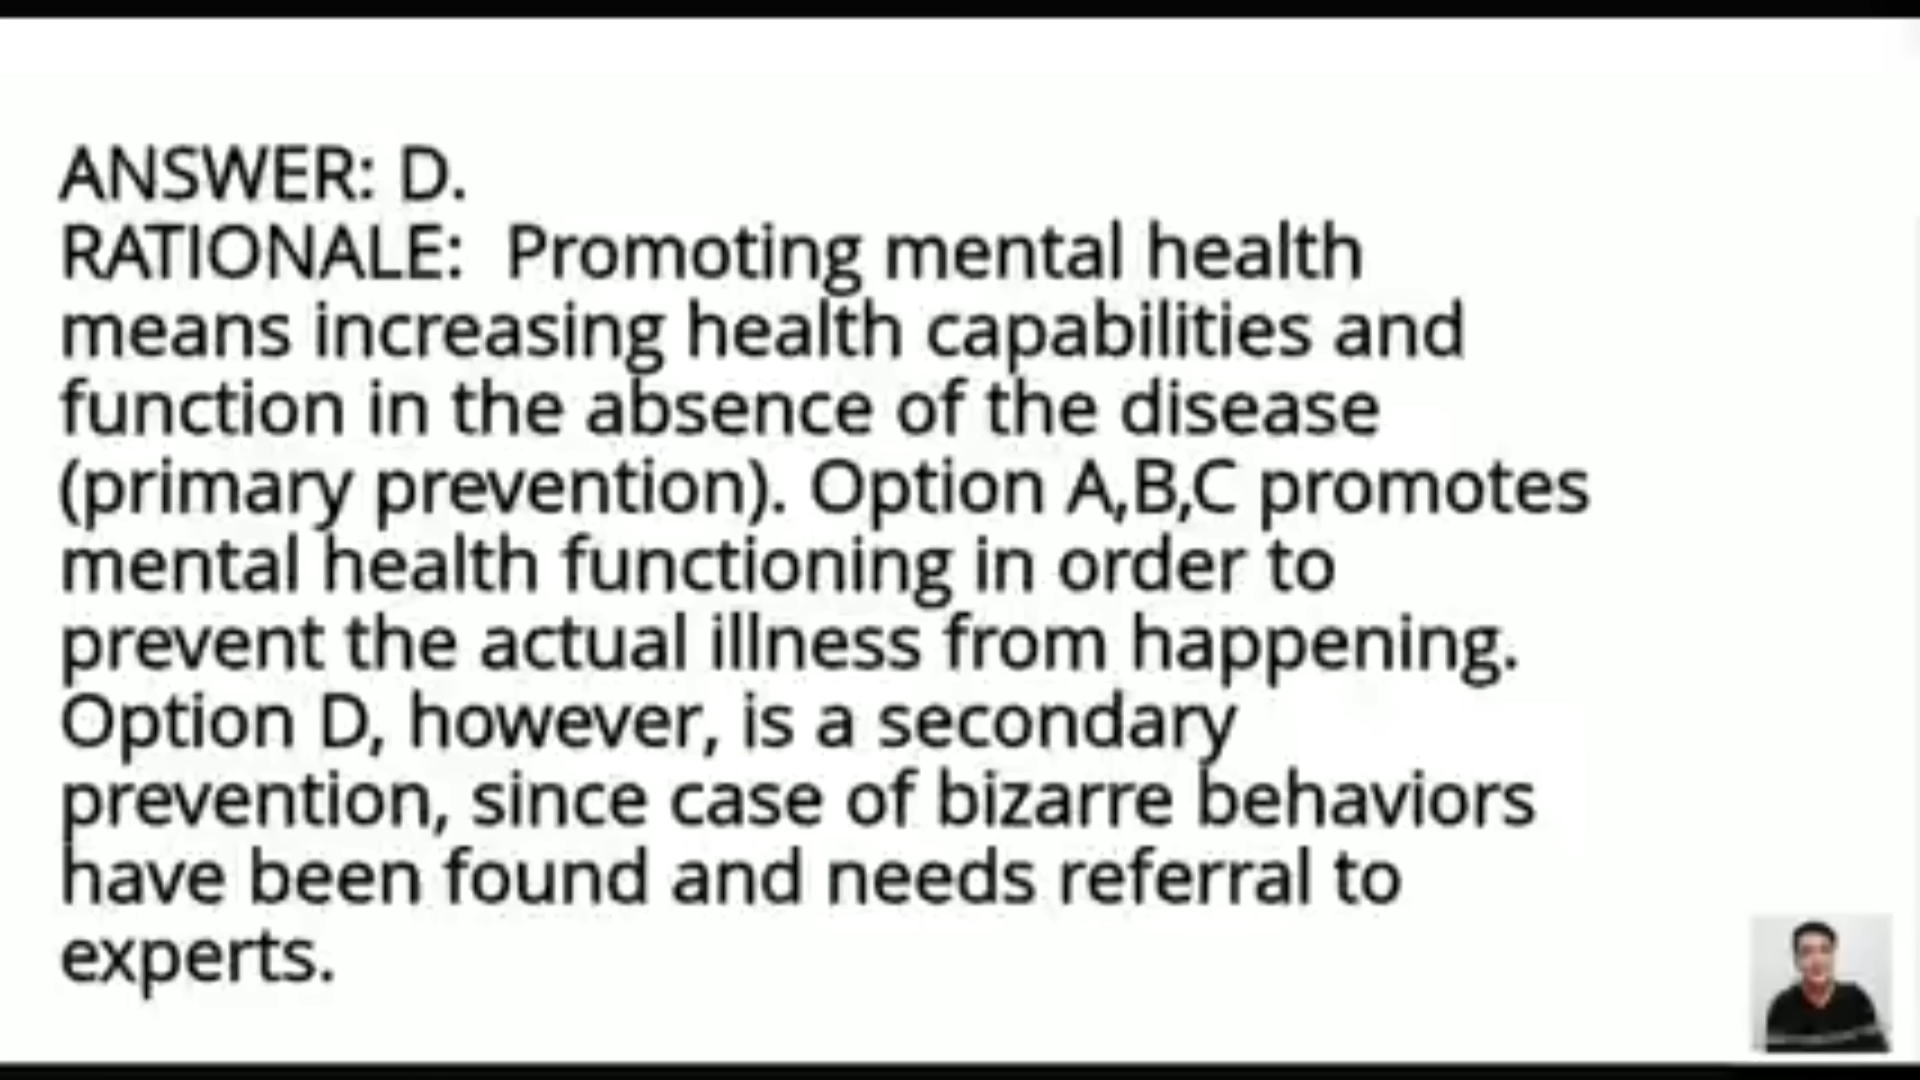 ANSWER: D.
RATIONALE:  Promoting mental health
means increasing health capabilities and
function in the absence of the disease
(primary prevention). Option A,B,C promotes
mental health functioning in order to
prevent the actual illness from happening.
Option D, however, is a secondary
prevention, since case of bizarre behaviors
have been found and needs referral to
experts.